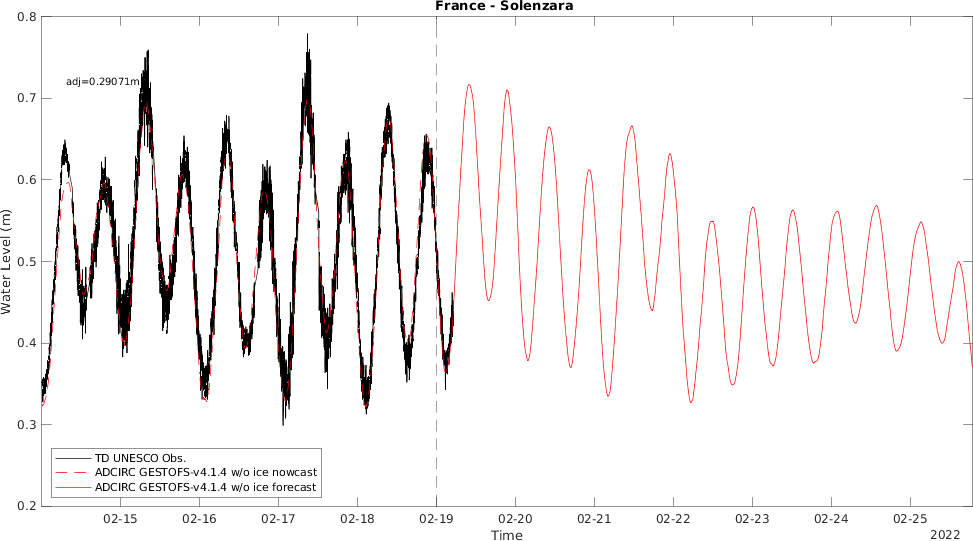 France - Solenzara
0.8
0.7
0.6
0.5
0.4
0.3
0.2
Water Level (m)
adj=0.29071m
TD UNESCO Obs.
ADCIRC GESTOFS-v4.1.4 w/o ice nowcast
ADCIRC GESTOFS-v4.1.4 w/o ice forecast
02-15 02-16 02-17 02-18 02-19 02-20 02-21 02-22 02-23 02-24 02-25
Time
2022